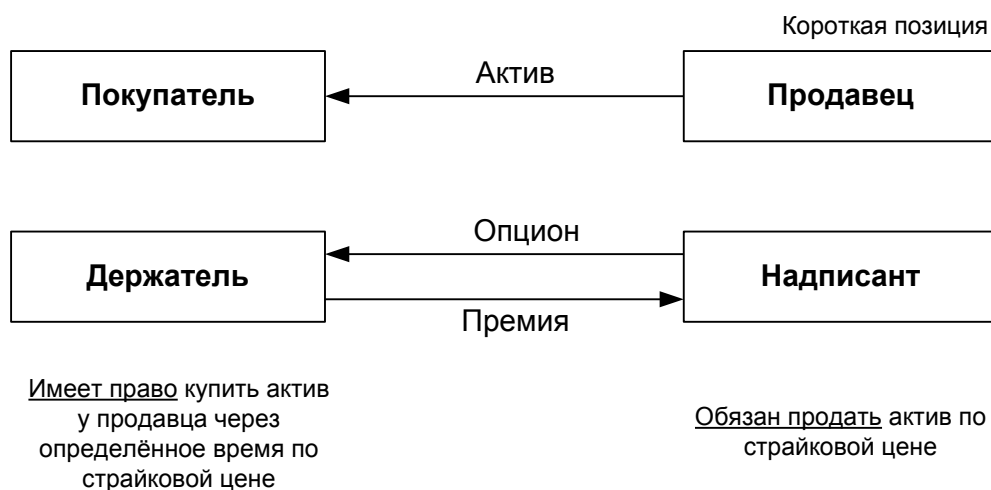 Короткая позиция
Покупатель
Актив
Продавец
Держатель
Опцион
Премия
Надписант
Имеет право купить актив
у продавца через
определённое время по
страйковой цене
Обязан продать актив по
страйковой цене